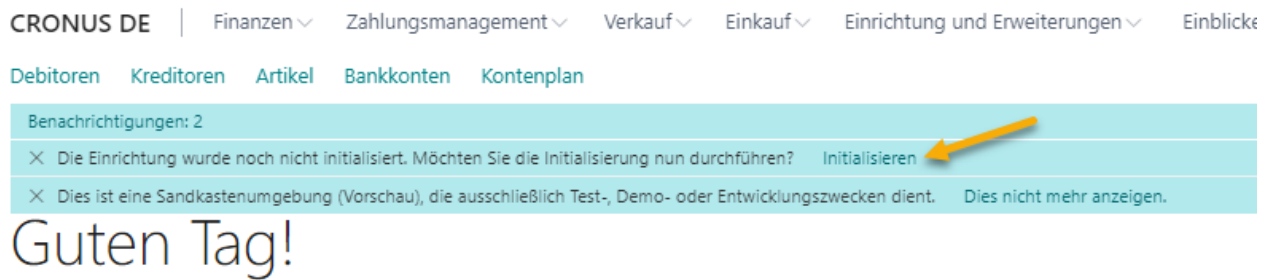 CRONUS DE Finanzen Zahlungsmanagement Verkauf Einkauf Einrichtung und Erweiterungen Einblicke
Debitoren Kreditoren Artikel Bankkonten Kontenplan
Benachrichtigungen: 2
Die Einrichtung wurde noch nicht initialisiert. Möchten Sie die Initialisierung nun durchführen? Initialisieren
Dies ist eine Sandkastenumgebung (Vorschau), die ausschließlich Test-, Demo- oder Entwicklungszwecken dient. Dies nicht mehr anzeigen.
Guten Tag!